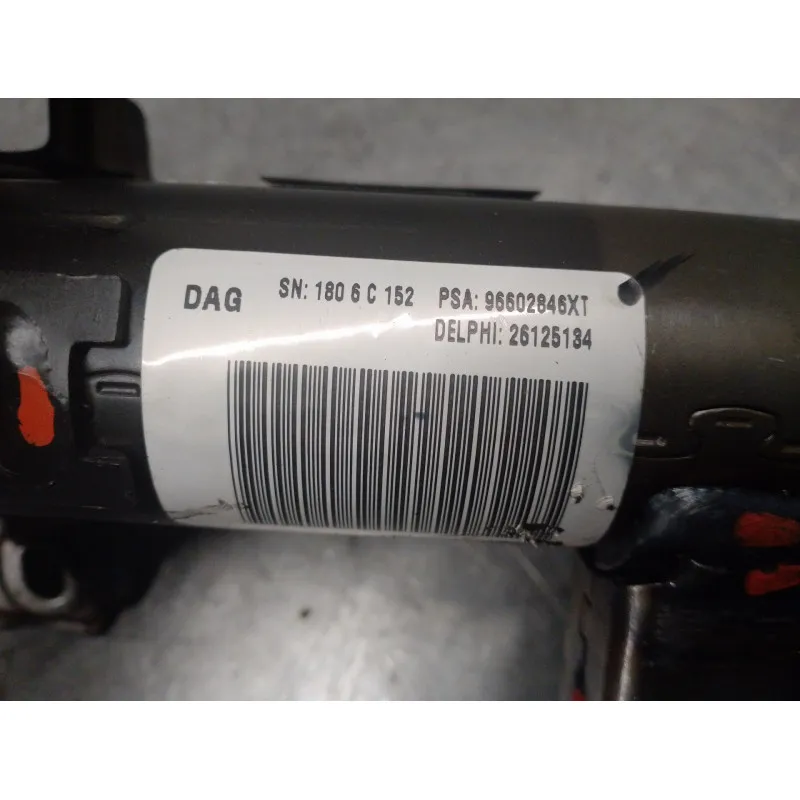 DAG SN: 180 6 C 152 PSA: 96602846XT
DELPHI: 26125134